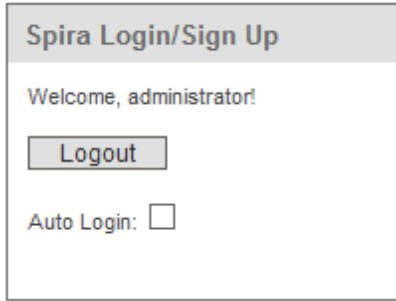 Spira Login/Sign Up
Welcome, administrator!
Logout
Auto Login: